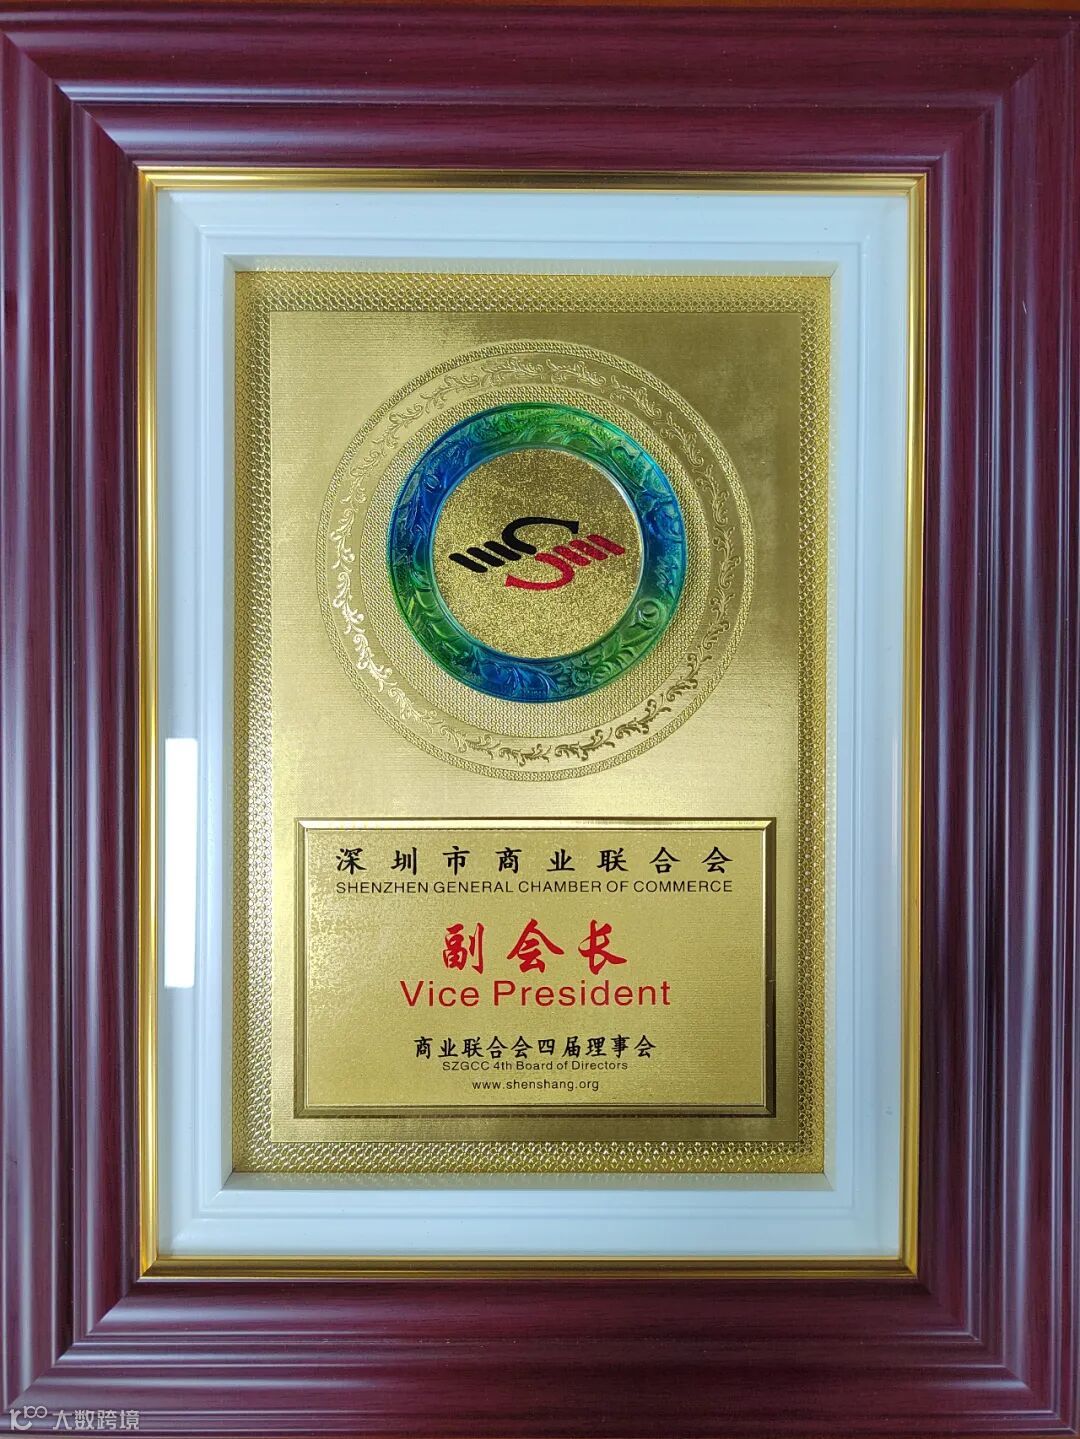 深圳市商业联合会
SHENZHEN GENERAL CHAMBER OF COMMERCE
副会长
Vice President
商业联合会四届理事会
SZGCC 4th Board of Directors
www.shenshang.org
大数跨境